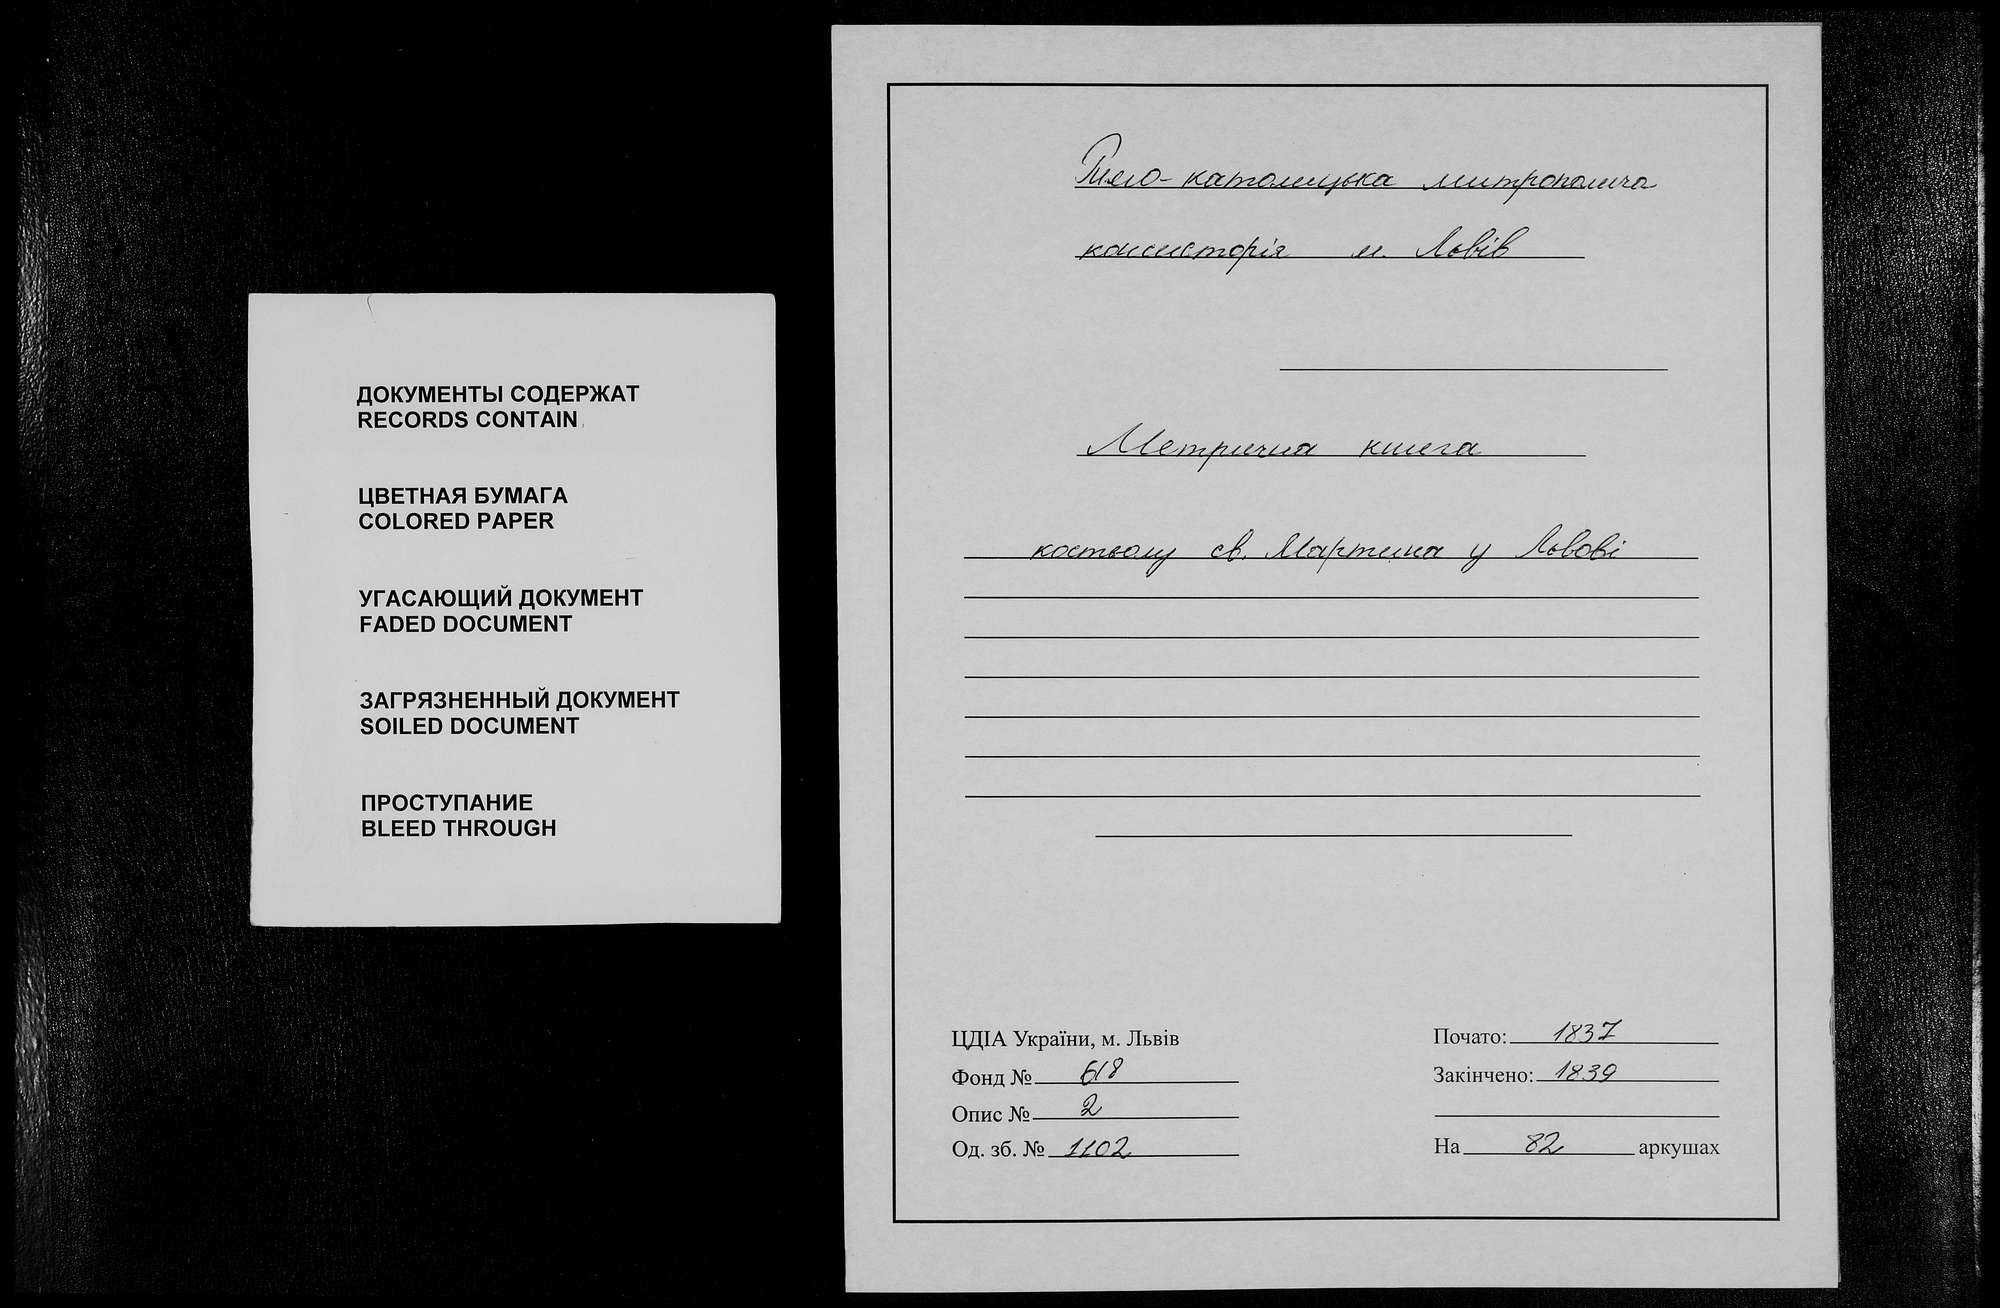 ДОКУМЕНТЫ СОДЕРЖАТ
RECORDS CONTAIN
ЦВЕТНАЯ БУМАГА
COLORED PAPER
УГАСАЮЩИЙ ДОКУМЕНТ
FADED DOCUMENT
ЗАГРЯЗНЕННЫЙ ДОКУМЕНТ
SOILED DOCUMENT
ПРОСТУПАНИЕ
BLEED THROUGH
католицька митрополича
консисторія м. Львів
Метрична книга
костьолу св. Мартина у Львові
ЦДІА України, м. Львів
Фонд № 618
Опис № 2
Од. зб. № 1102
Почато: 1837
Закінчено: 1839
На 82 аркушах